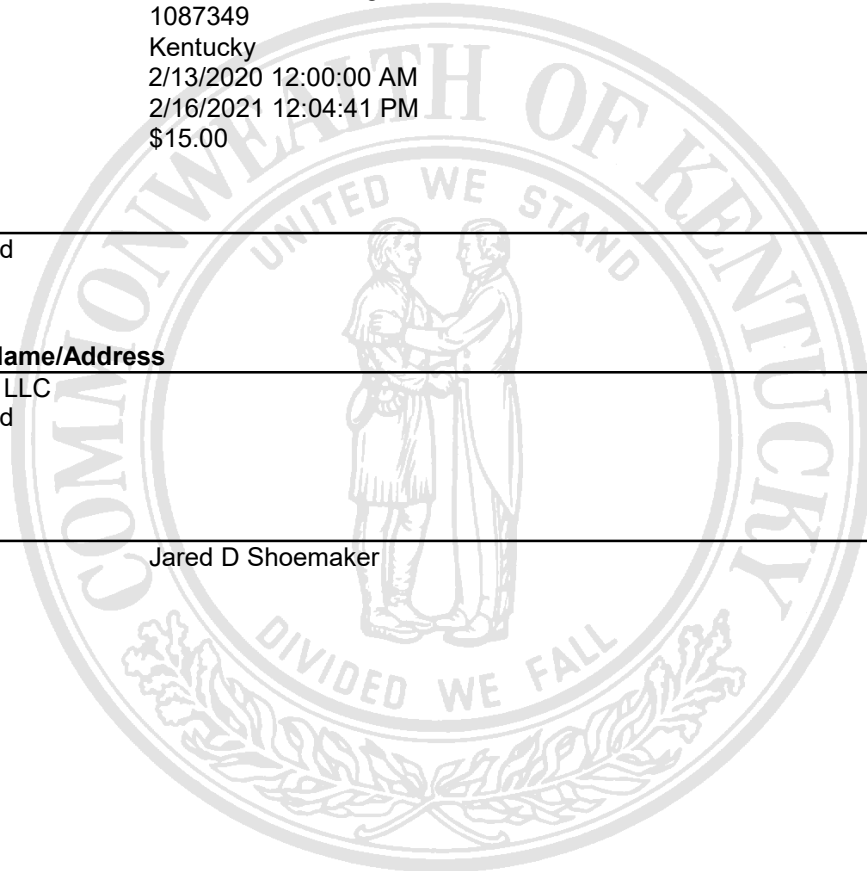 1087349
Kentucky
2/13/2020 12:00:00 AM
2/16/2021 12:04:41 PM
$15.00
COMMONWEALTH OF KENTUCKY
UNITED WE STAND
d
ame/Address
LLC
d
Jared D Shoemaker
DIVIDED WE FALL